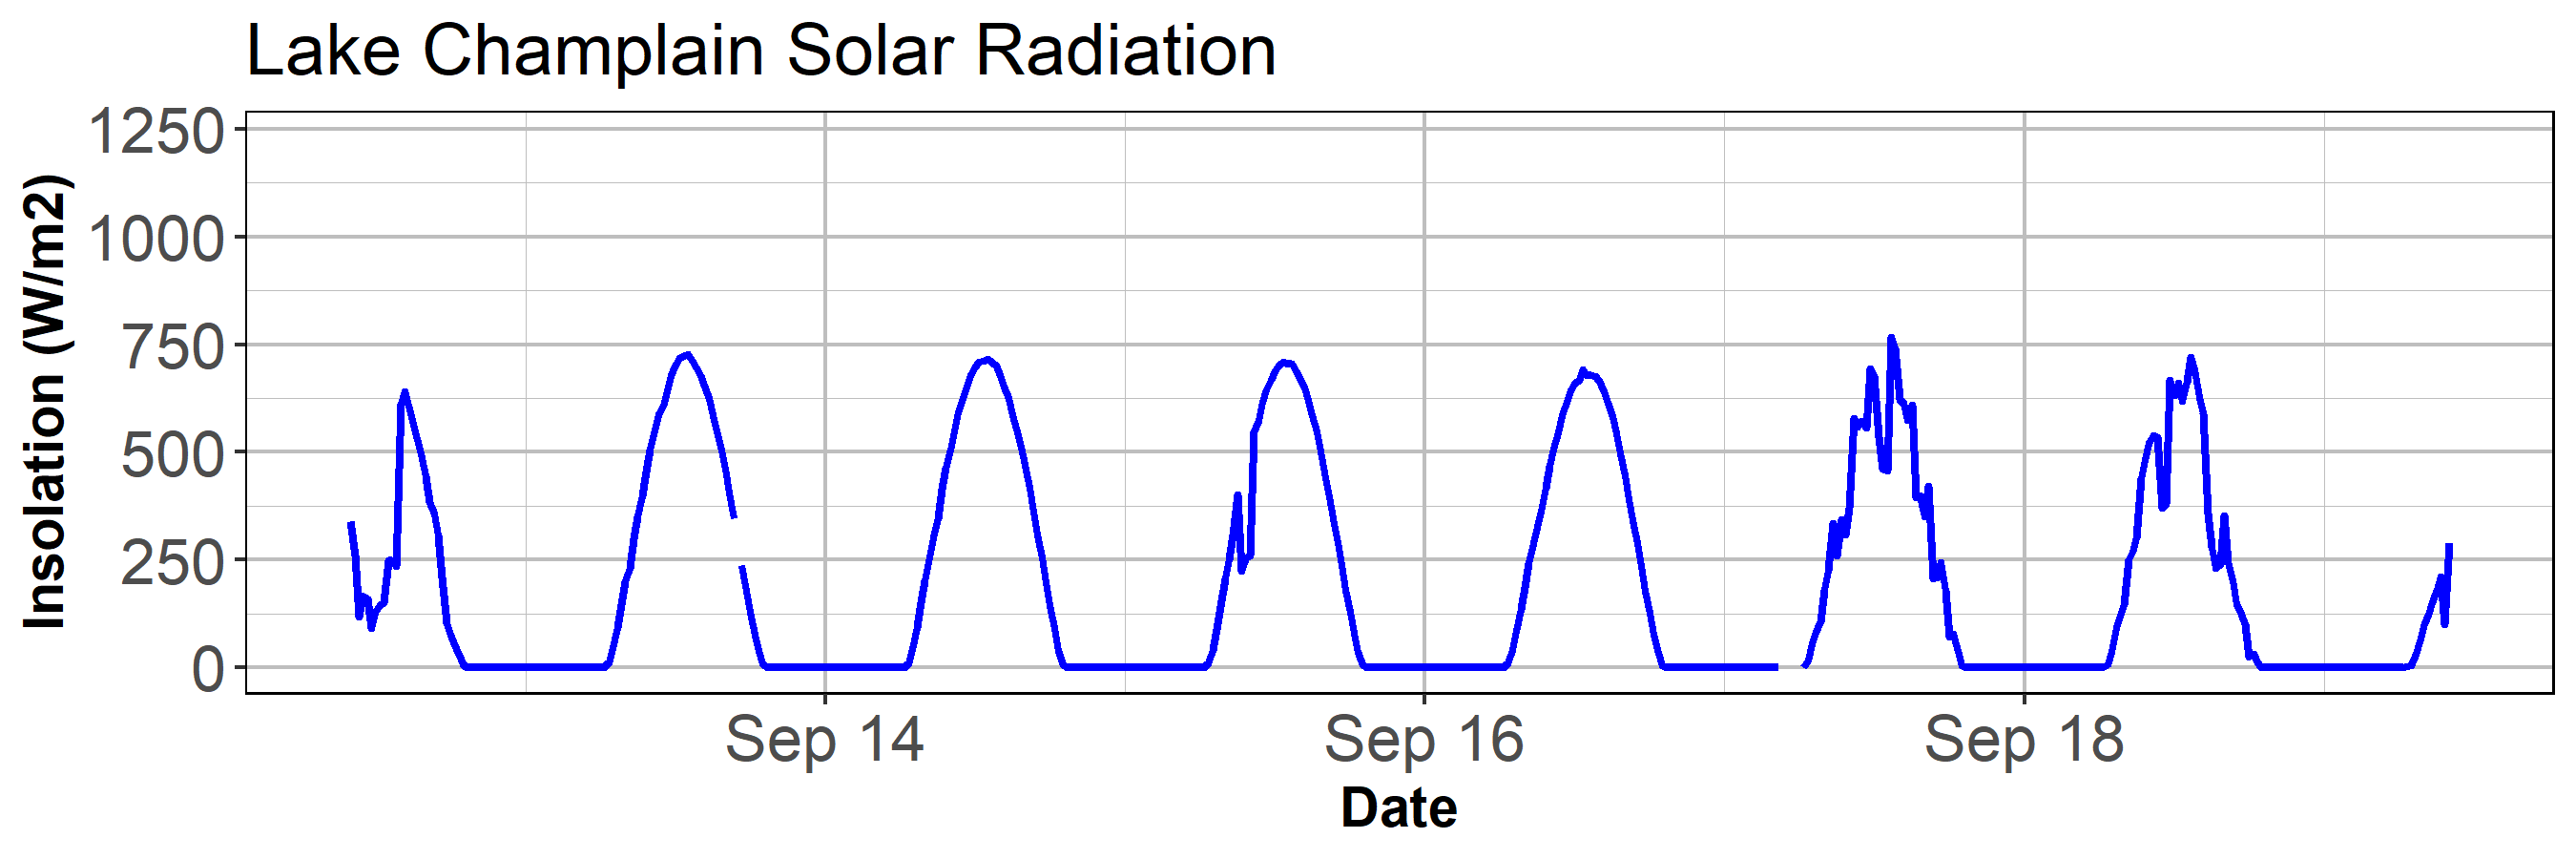 Lake Champlain Solar Radiation
1250
1000
750
500
250
0
Insolation (W/m2)
Sep 14 Sep 16 Sep 18
Date